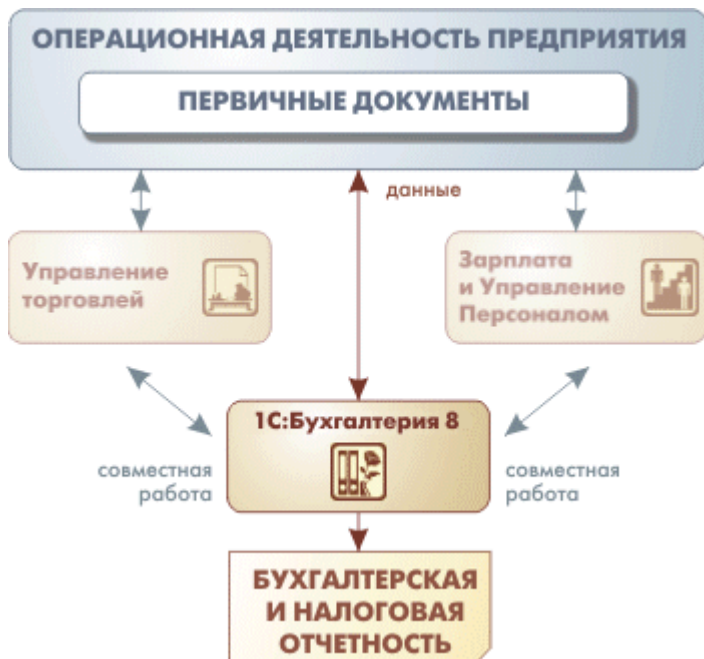 ОПЕРАЦИОННАЯ ДЕЯТЕЛЬНОСТЬ ПРЕДПРИЯТИЯ
ПЕРВИЧНЫЕ ДОКУМЕНТЫ
данные
Управление
торговлей
Зарплата
и Управление
Персоналом
1С:Бухгалтерия 8
совместная
работа
совместная
работа
БУХГАЛТЕРСКАЯ
И НАЛОГОВАЯ
ОТЧЕТНОСТЬ